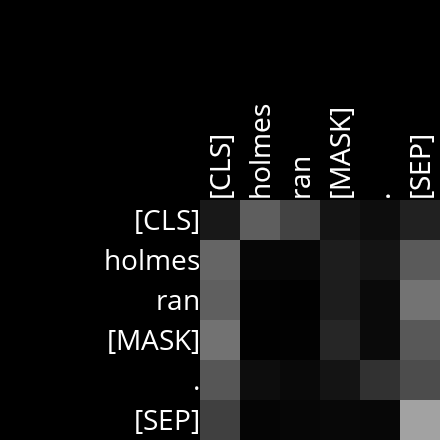 [CLS] holmes ran [MASK] . [SEP]
[CLS]
holmes
ran
[MASK]
.
[SEP]